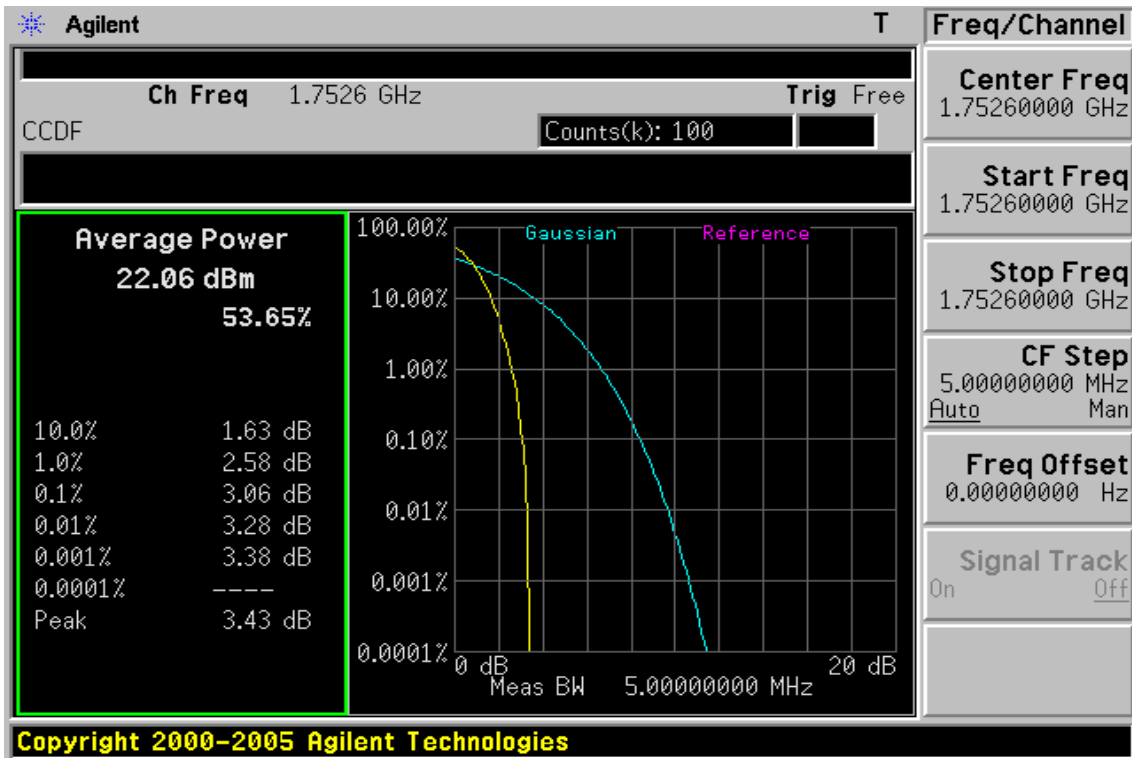 Agilent
T
Ch Freq 1.7526 GHz
Trig Free
CCDF
Counts(k): 100
Average Power
22.06 dBm
53.65%
10.0% 1.63 dB
1.0% 2.58 dB
0.1% 3.06 dB
0.01% 3.28 dB
0.001% 3.38 dB
0.0001% ----
Peak 3.43 dB
Gaussian
Reference
100.00%
10.00%
1.00%
0.10%
0.01%
0.001%
0.0001%
0 dB
20 dB
Meas BW 5.00000000 MHz
Freq/Channel
Center Freq
1.75260000 GHz
Start Freq
1.75260000 GHz
Stop Freq
1.75260000 GHz
CF Step
5.00000000 MHz
Auto Man
Freq Offset
0.00000000 Hz
Signal Track
On Off
Copyright 2000-2005 Agilent Technologies